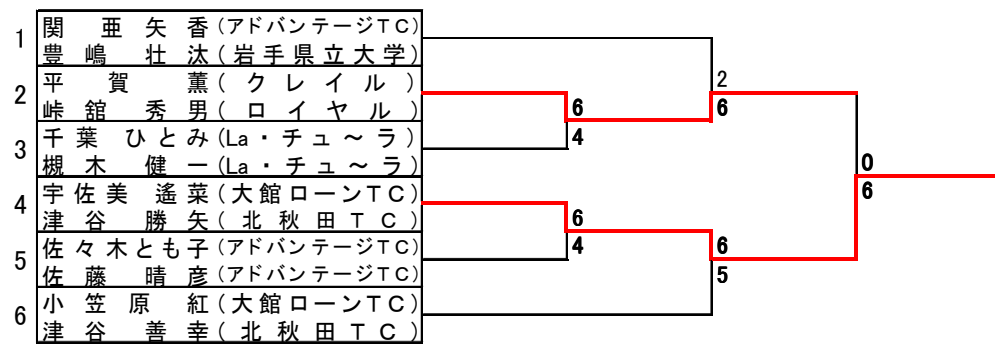 1
関 亜矢香(アドバンテージTC)
豊嶋 壮汰(岩手県立大学)
2
平賀 薫(クレイル)
峠舘 秀男(ロイヤル)
3
千葉 ひとみ(La・チュ～ラ)
槻木 健一(La・チュ～ラ)
4
宇佐美 遙菜(大館ローンTC)
津谷 勝矢(北秋田TC)
5
佐々木とも子(アドバンテージTC)
佐藤 晴彦(アドバンテージTC)
6
小笠原 紅(大館ローンTC)
津谷 善幸(北秋田TC)
6
4
6
4
2
6
6
5
0
6